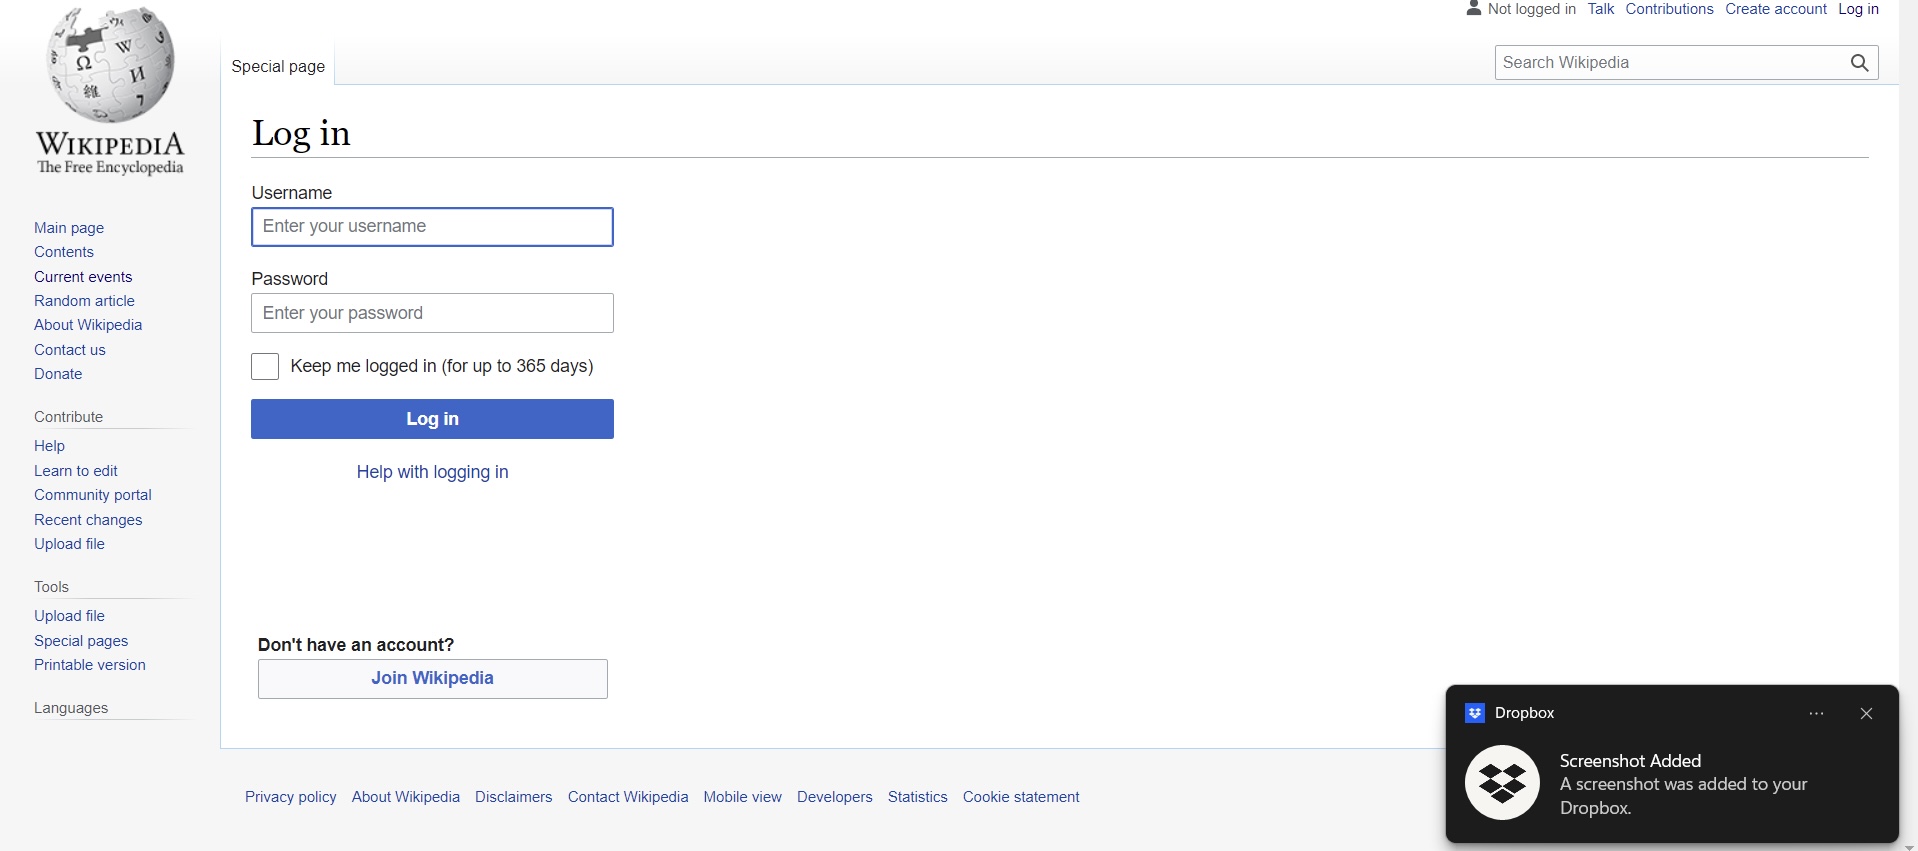 Not logged in Talk Contributions Create account Log in
WIKIPEDIA
The Free Encyclopedia
Special page
Search Wikipedia
Main page
Contents
Current events
Random article
About Wikipedia
Contact us
Donate
Contribute
Help
Learn to edit
Community portal
Recent changes
Upload file
Tools
Upload file
Special pages
Printable version
Languages
Log in
Username
Enter your username
Password
Enter your password
Keep me logged in (for up to 365 days)
Log in
Help with logging in
Don't have an account?
Join Wikipedia
Privacy policy About Wikipedia Disclaimers Contact Wikipedia Mobile view Developers Statistics Cookie statement
Dropbox
Screenshot Added
A screenshot was added to your
Dropbox.